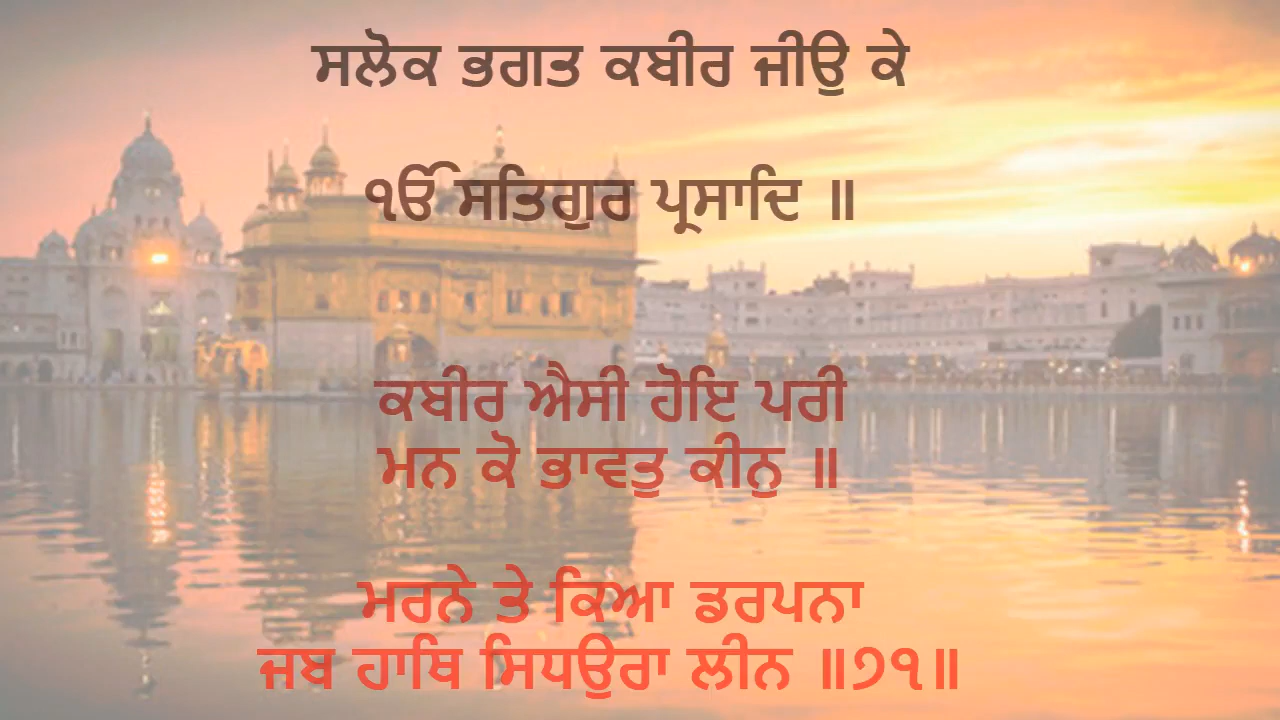 ਸਲੋਕ ਭਗਤ ਕਬੀਰ ਜੀਉ ਕੇ
ੴ ਸਤਿਗੁਰ ਪ੍ਰਸਾਦਿ ॥
ਕਬੀਰ ਐਸੀ ਹੋਇ ਪਰੀ
ਮਨ ਕੋ ਭਾਵਤੁ ਕੀਨੁ ॥
ਮਰਨੇ ਤੇ ਕਿਆ ਡਰਪਨਾ
ਜਬ ਹਾਥਿ ਸਿਧਉਰਾ ਲੀਨ ॥੭੧॥